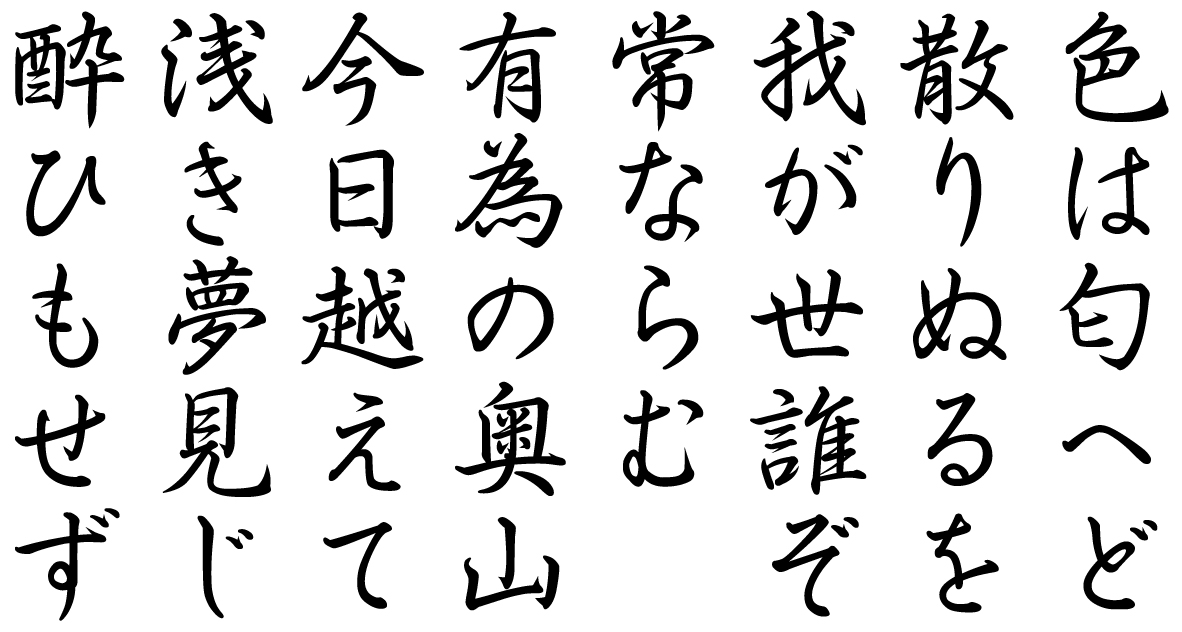 色は匂へど
散りぬるを
我が世誰ぞ
常ならむ
有為の奥山
今日越えて
浅き夢見じ
酔ひもせず